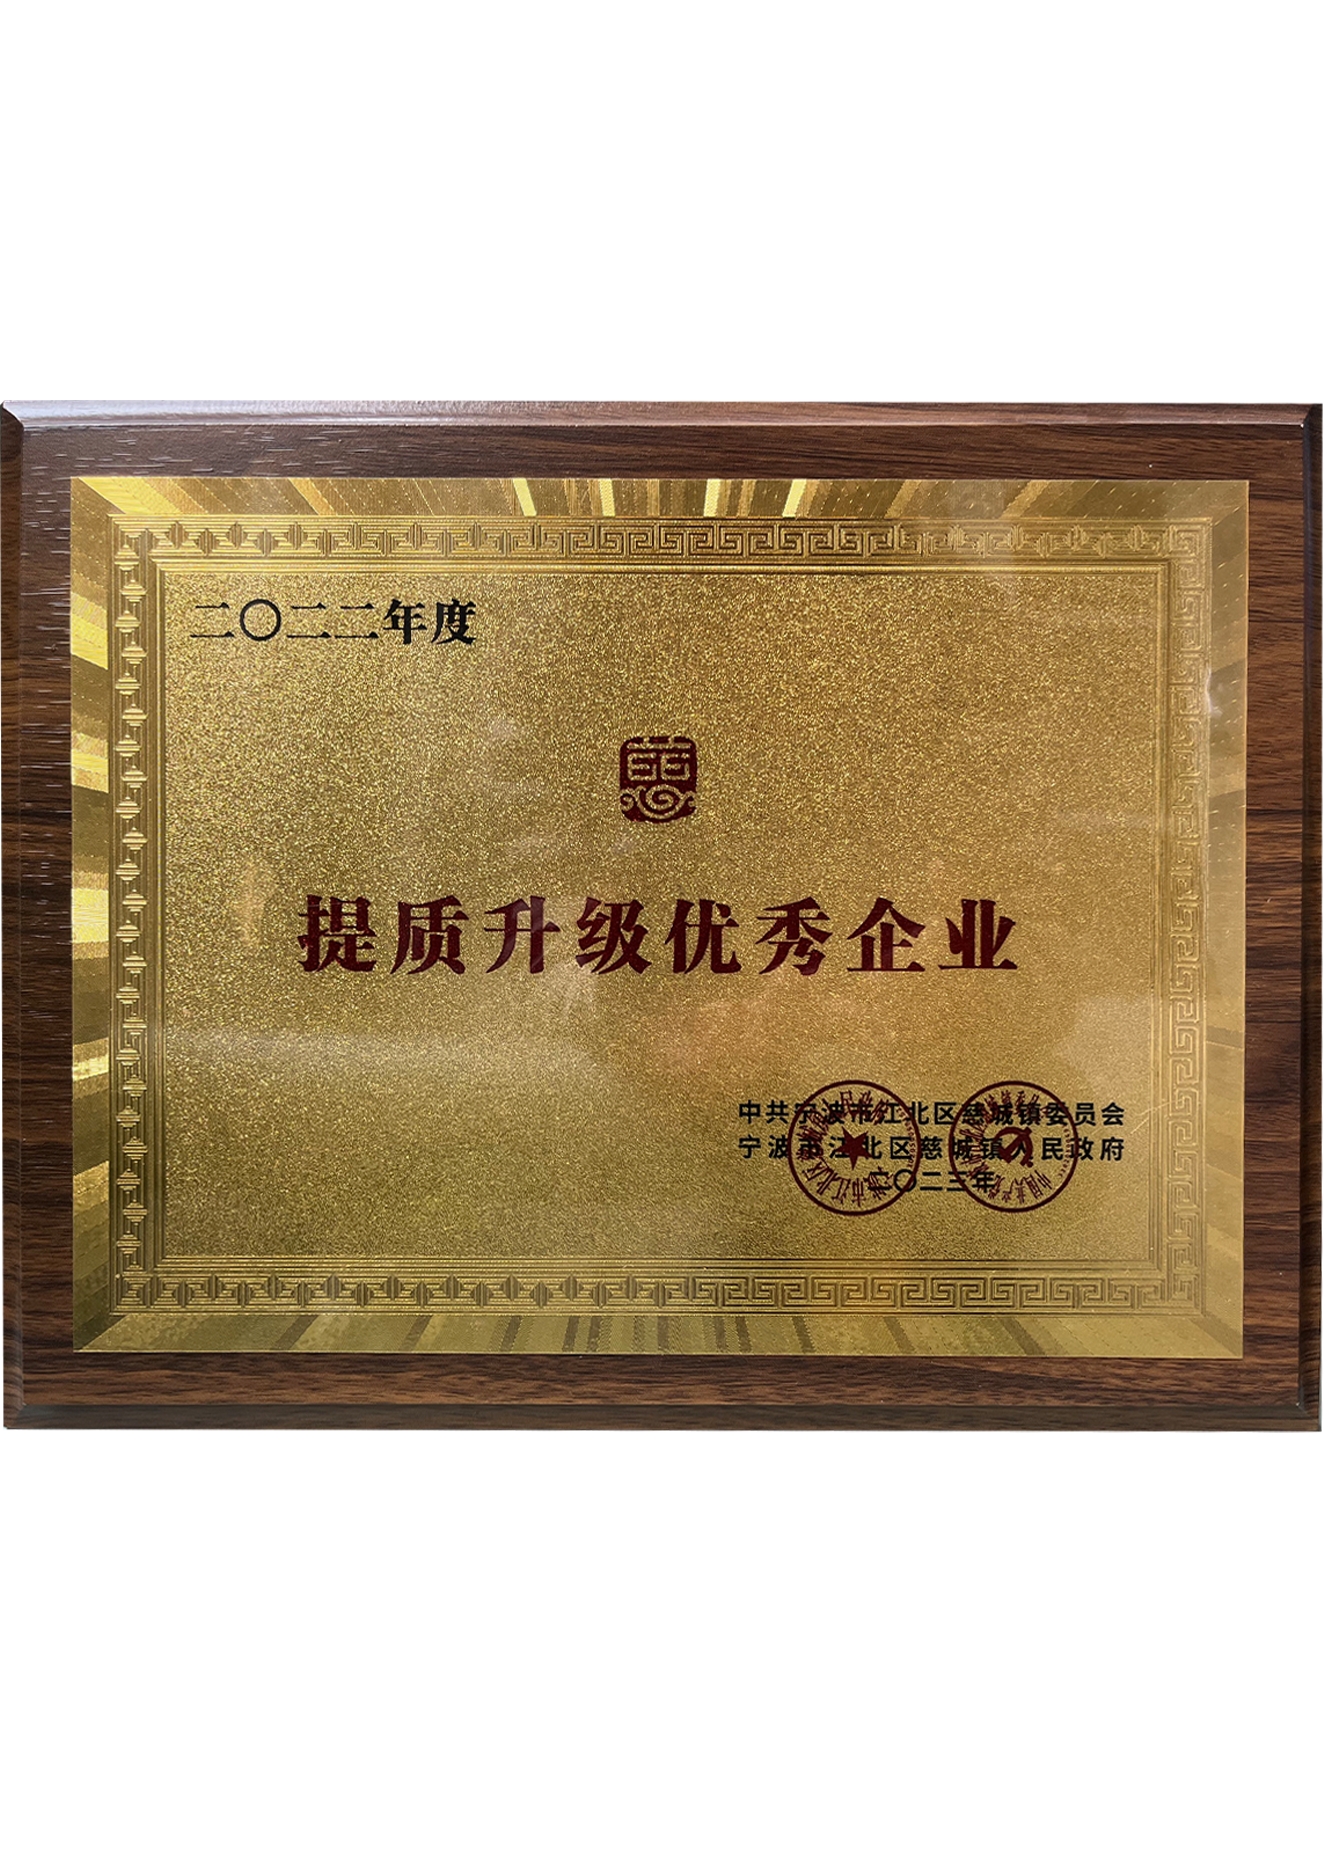 二〇二二年度
慈
提质升级优秀企业
中共宁波市江北区慈城镇委员会
宁波市江北区慈城镇人民政府
二〇二三年